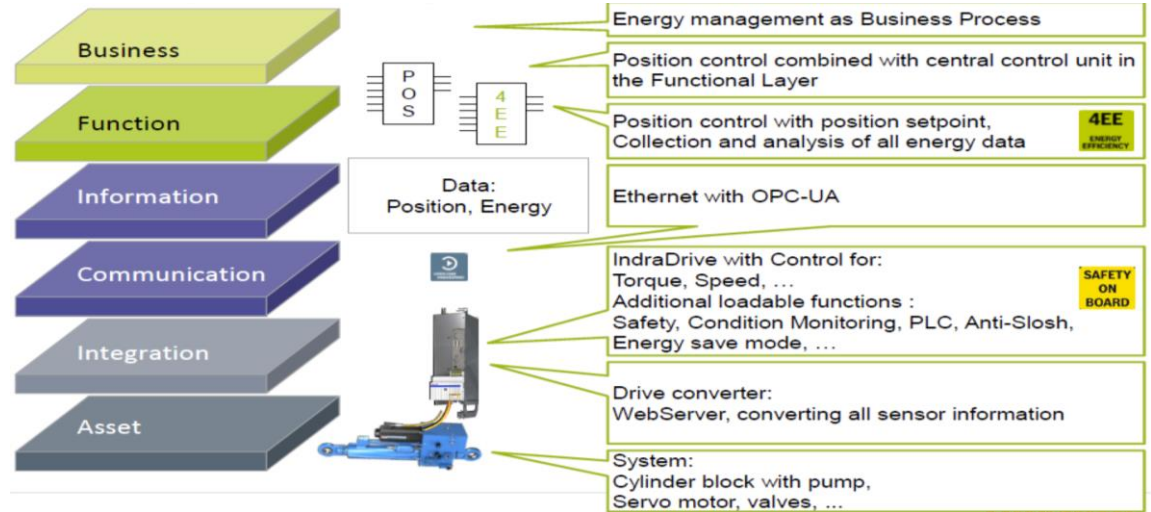 Business
Function
Information
Communication
Integration
Asset
POS
4EE
Data:
Position, Energy
Energy management as Business Process
Position control combined with central control unit in
the Functional Layer
Position control with position setpoint,
Collection and analysis of all energy data
4EE
ENERGY
EFFICIENCY
Ethernet with OPC-UA
IndraDrive with Control for:
Torque, Speed, ...
Additional loadable functions :
Safety, Condition Monitoring, PLC, Anti-Slosh,
Energy save mode, ...
SAFETY
ON
BOARD
Drive converter:
WebServer, converting all sensor information
System:
Cylinder block with pump,
Servo motor, valves, ...